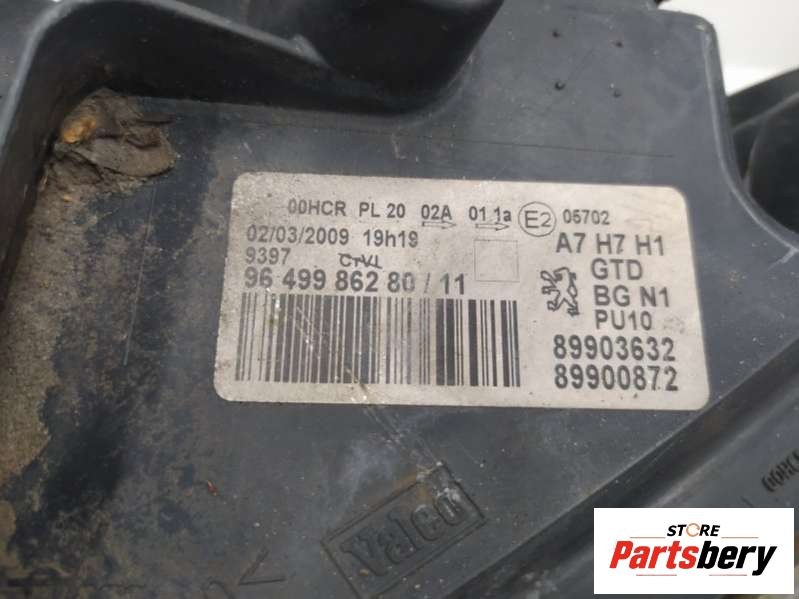 00HCR PL 20 02A 01 1a E2 05702
02/03/2009 19h19
9397 CTVL
96 499 862 80 / 11
A7 H7 H1
GTD
BG N1
PU10
89903632
89900872
Valeo
STORE
Partsbery